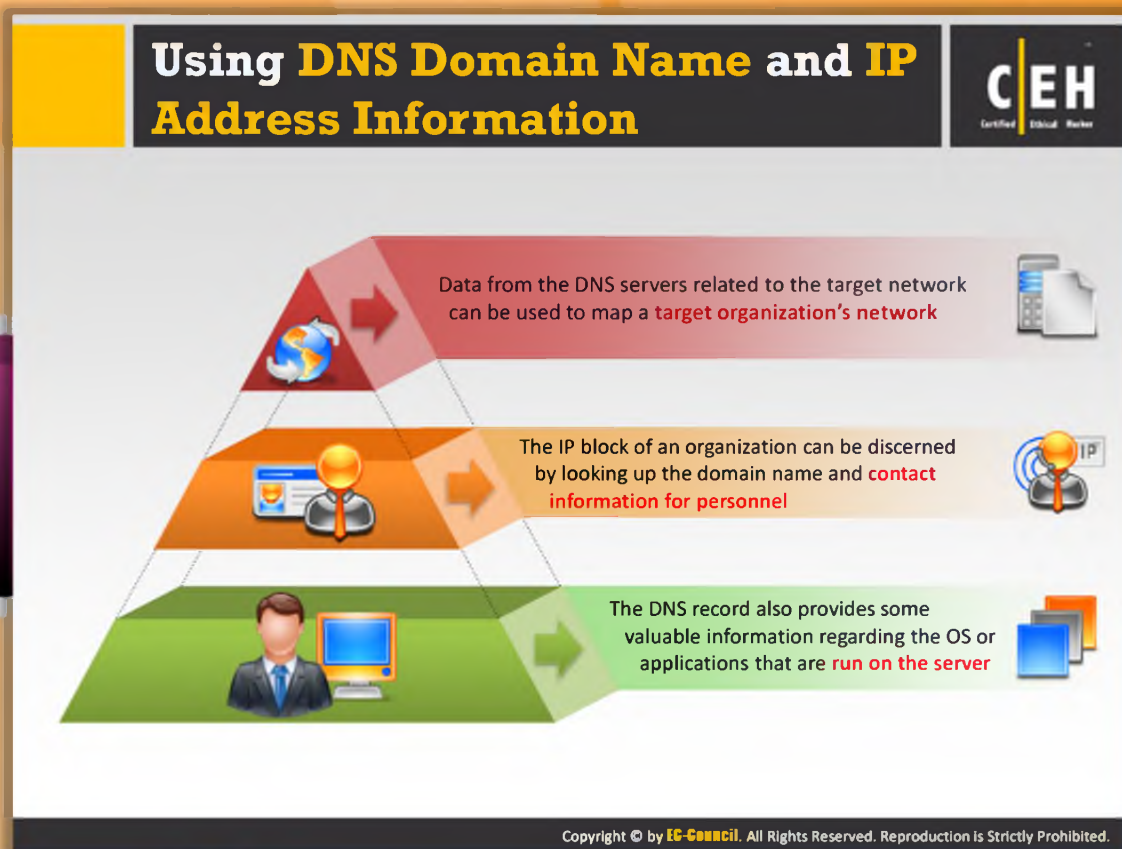 Using DNS Domain Name and IP
Address Information
C|EH
Certified Ethical Hacker
Data from the DNS servers related to the target network
can be used to map a target organization's network
The IP block of an organization can be discerned
by looking up the domain name and contact
information for personnel
IP
The DNS record also provides some
valuable information regarding the OS or
applications that are run on the server
Copyright © by EC-Council. All Rights Reserved. Reproduction is Strictly Prohibited.